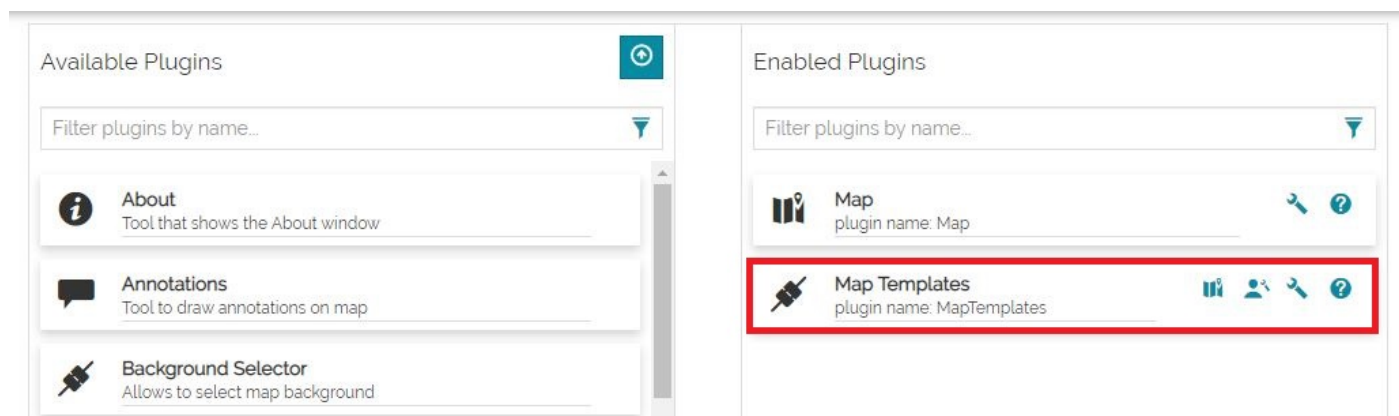 Available Plugins
Filter plugins by name...
About
Tool that shows the About window
Annotations
Tool to draw annotations on map
Background Selector
Allows to select map background
Enabled Plugins
Filter plugins by name...
Map
plugin name: Map
Map Templates
plugin name: MapTemplates